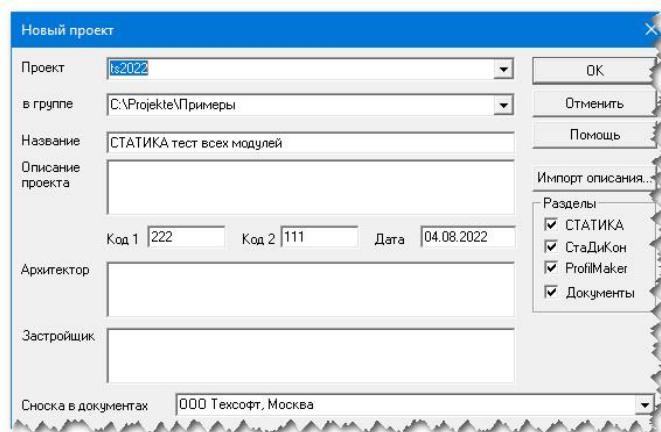 Новый проект
Проект ts2022 OK
в группе C:\Projekte\Примеры Отменить
Название СТАТИКА тест всех модулей Помощь
Описание проекта Импорт описания...
Разделы
СТАТИКА
СтаДиКон
ProfilMaker
Документы
Код 1 222 Код 2 111 Дата 04.08.2022
Архитектор
Застройщик
Сноска в документах ООО Техсофт, Москва